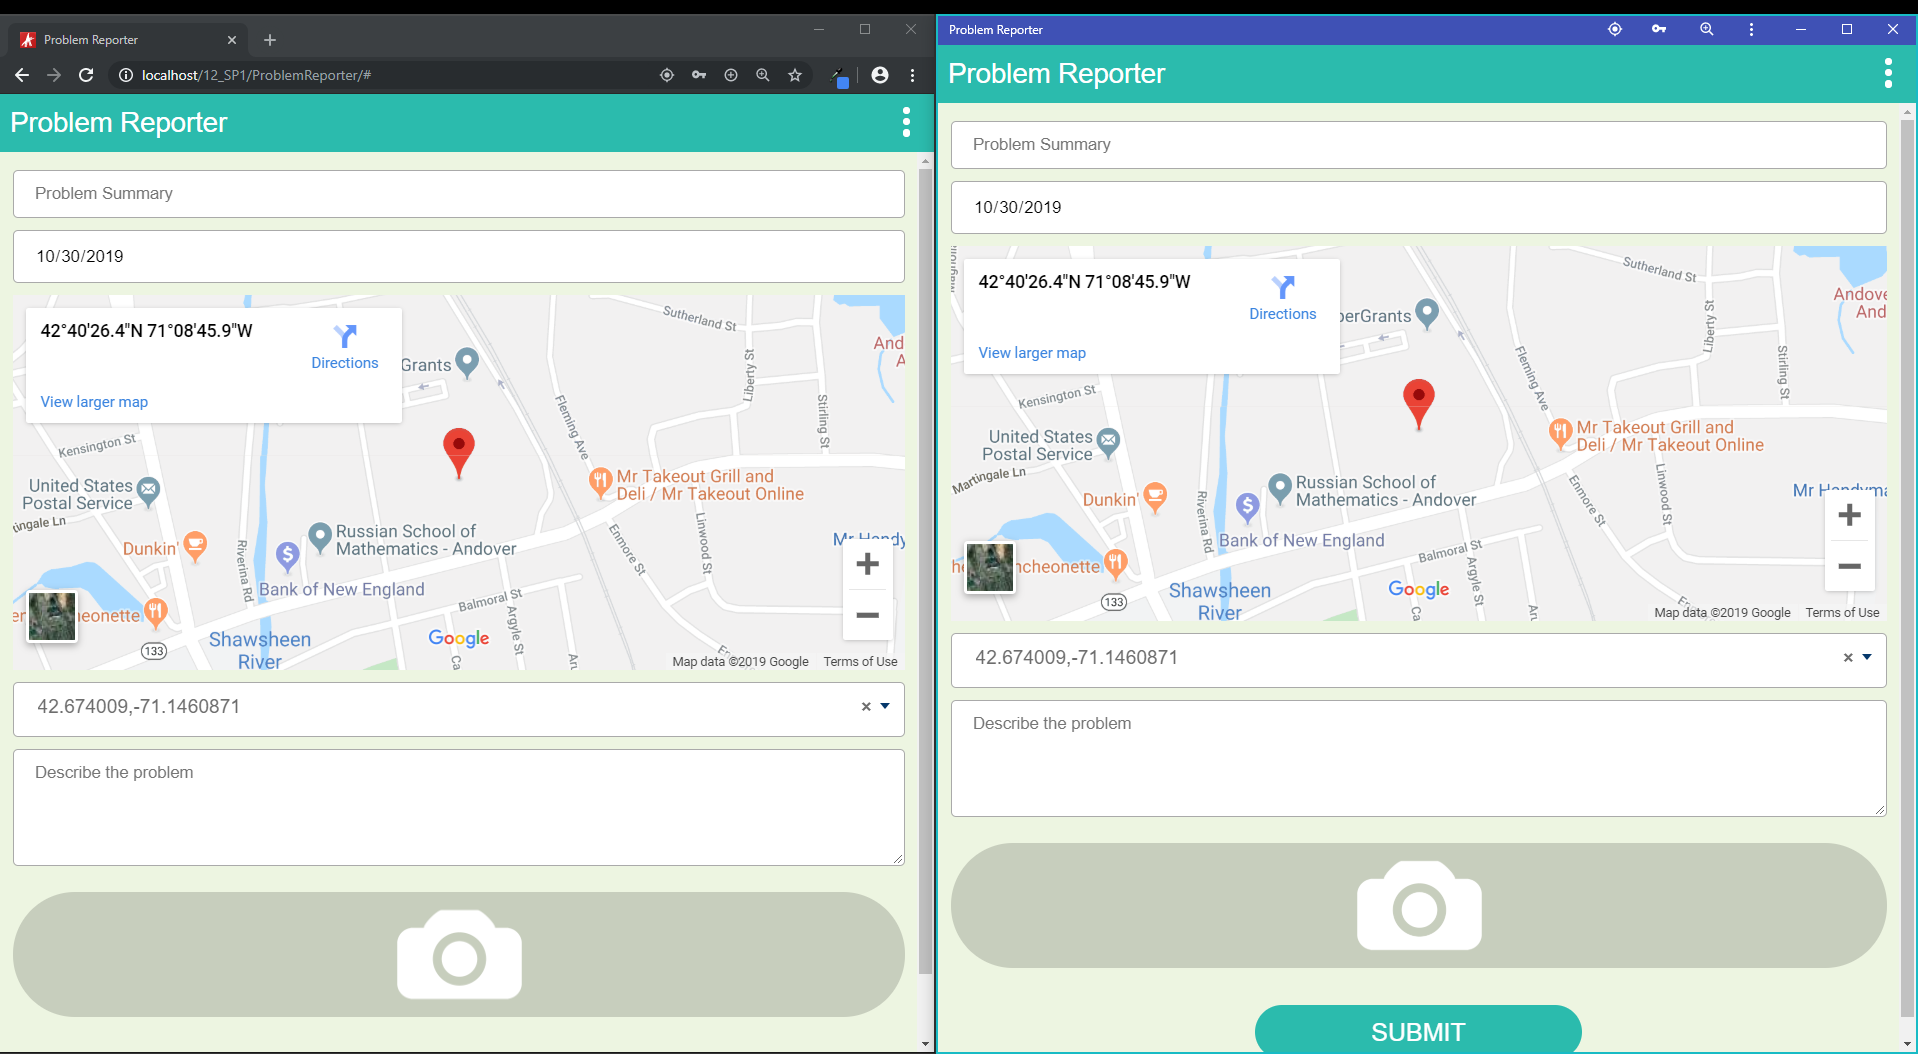 Problem Reporter
localhost/12_SP1/ProblemReporter/#
Problem Reporter
Problem Summary
10/30/2019
42°40'26.4"N 71°08'45.9"W
Directions
View larger map
Grants
Sutherland St
Liberty St
Stirling St
And
A
Fleming Ave
Kensington St
United States
Postal Service
tingale Ln
Mr Takeout Grill and
Deli / Mr Takeout Online
Dunkin'
Riverina Rd
Russian School of
Mathematics - Andover
Enmore St
Linwood St
Mr Handy
Bank of New England
Balmoral St
Argyle St
eonette
133
Shawsheen
River
Google
Ca
Au
Map data ©2019 Google
Terms of Use
42.674009,-71.1460871
Describe the problem
Problem Reporter
Problem Reporter
Problem Summary
10/30/2019
42°40'26.4"N 71°08'45.9"W
Directions
View larger map
perGrants
Sutherland St
Liberty St
Stirling St
Andove
And
Fleming Ave
Kensington St
United States
Postal Service
Martingale Ln
Mr Takeout Grill and
Deli / Mr Takeout Online
Dunkin'
Riverina Rd
Russian School of
Mathematics - Andover
Enmore St
Linwood St
Mr Handyma
Bank of New England
Balmoral St
Argyle St
ncheonette
133
Shawsheen
River
Google
Ca
Map data ©2019 Google
Terms of Use
42.674009,-71.1460871
Describe the problem
SUBMIT